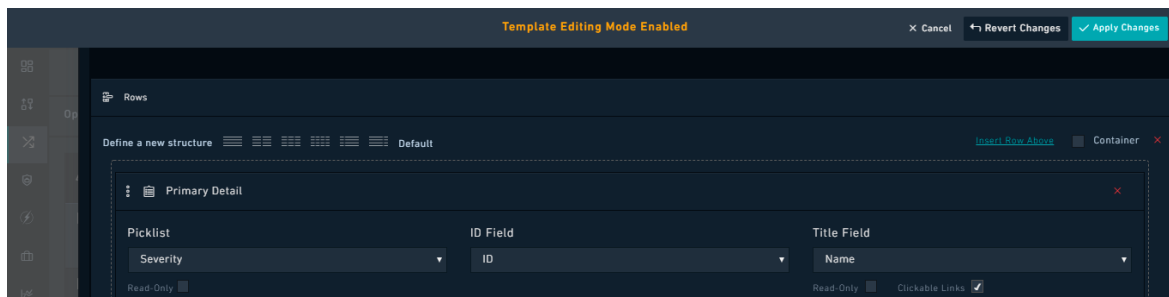 Template Editing Mode Enabled
Cancel Revert Changes Apply Changes
Rows
Op
Define a new structure Default Insert Row Above Container
Primary Detail
Picklist ID Field Title Field
Severity ID Name
Read-Only Read-Only Clickable Links